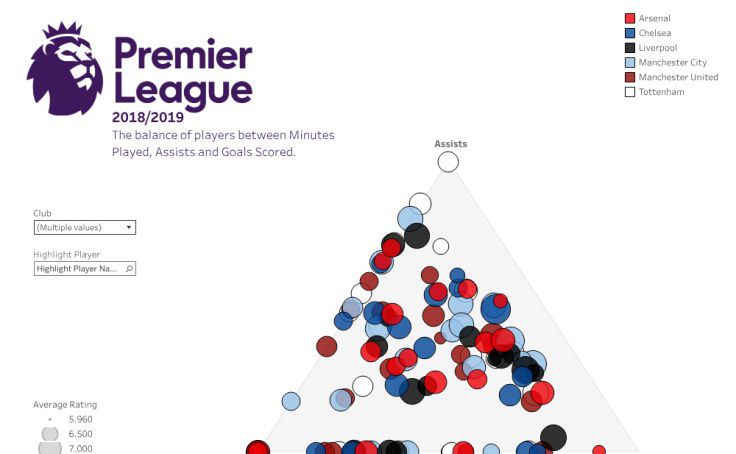 Premier
League
2018/2019
The balance of players between Minutes
Played, Assists and Goals Scored.
Arsenal
Chelsea
Liverpool
Manchester City
Manchester United
Tottenham
Assists
Club
(Multiple values)
Highlight Player
Highlight Player Na...
Average Rating
5.960
6.500
7.000